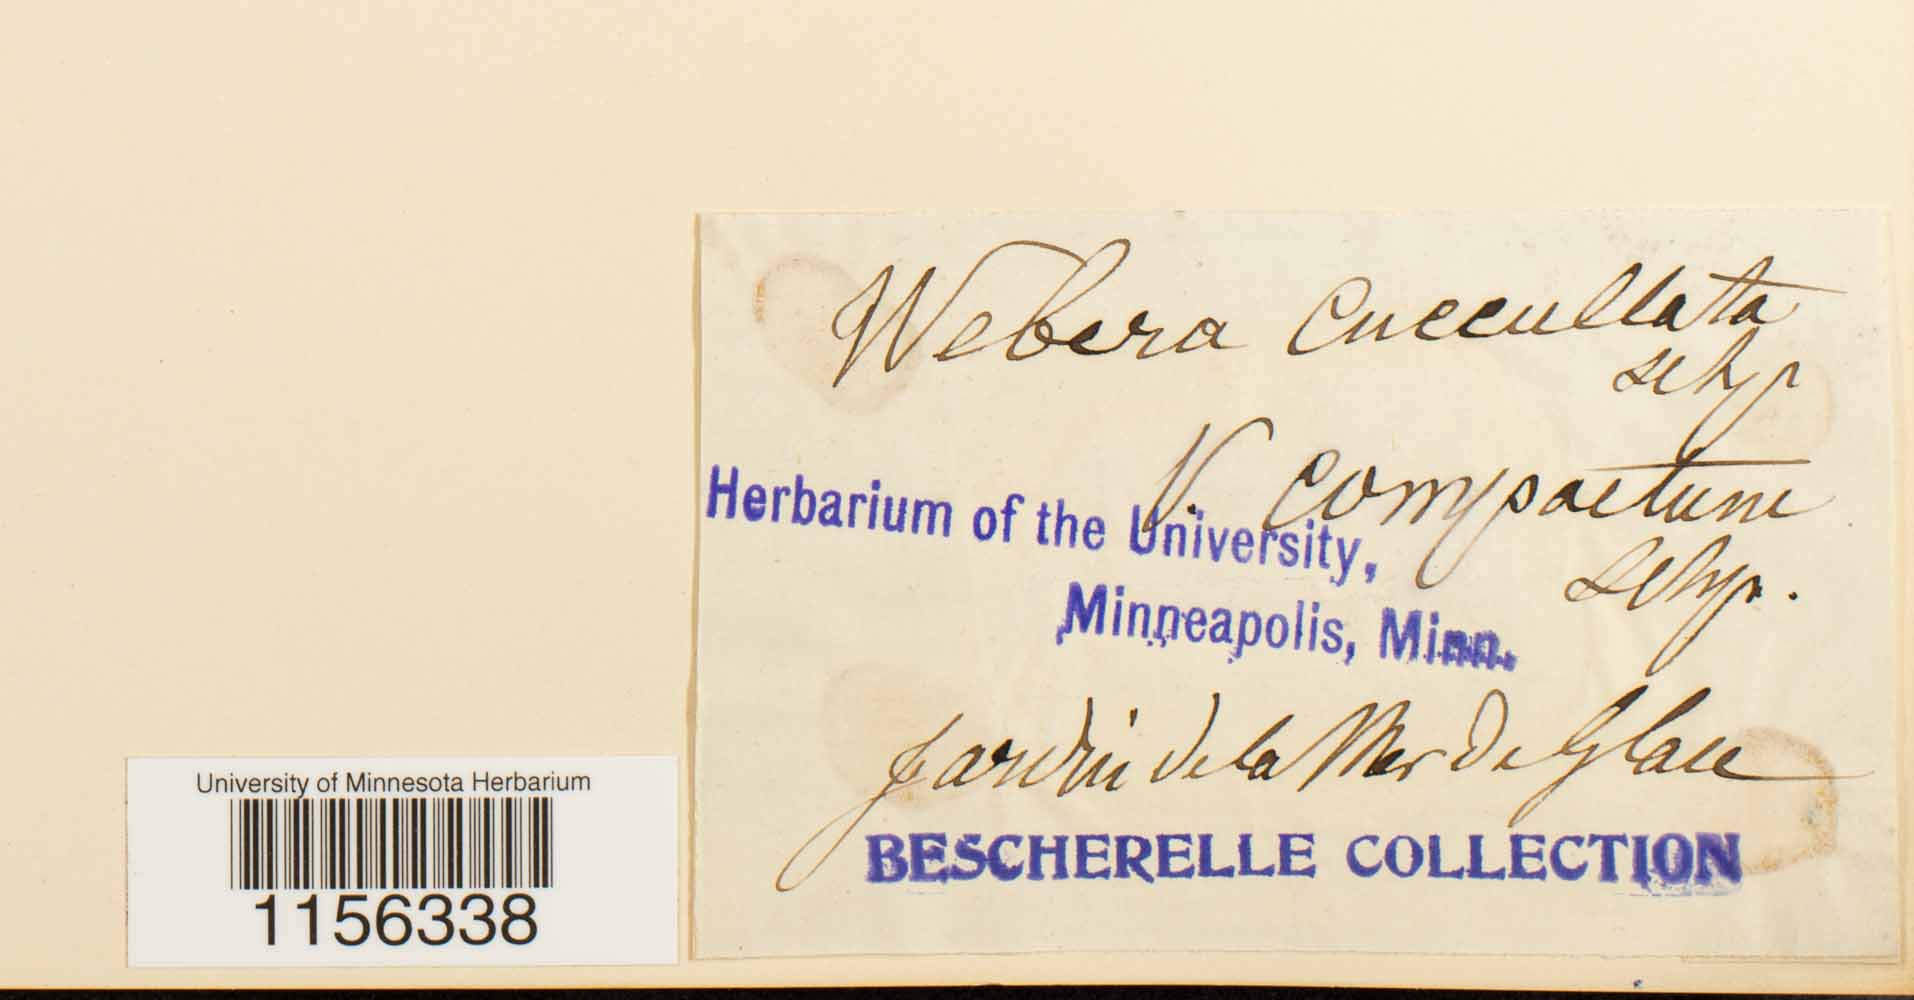 Webera cuccullata
schp
V. compactum
schp.
Herbarium of the University,
Minneapolis, Minn.
Jardin de la Mer de Glace
BESCHERELLE COLLECTION
University of Minnesota Herbarium
1156338